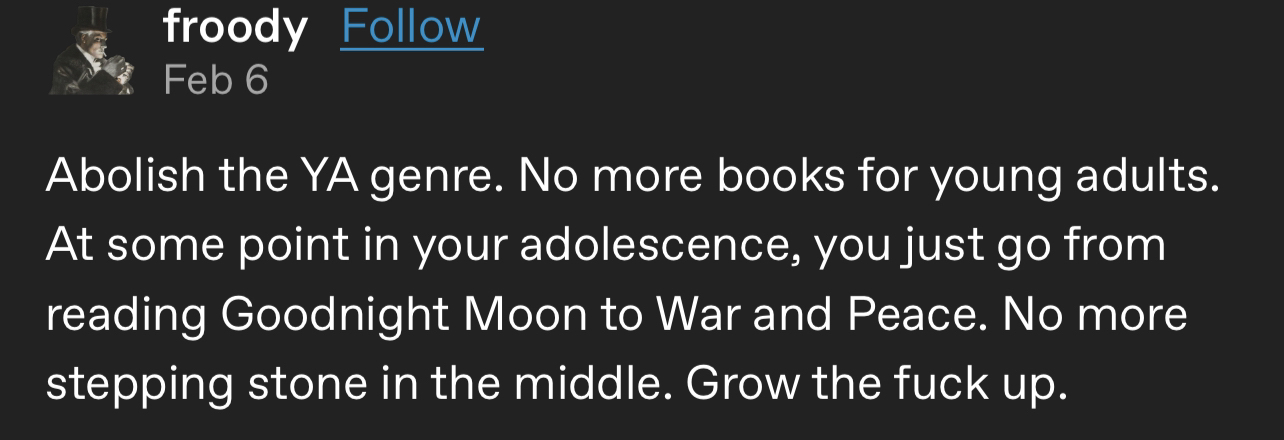 froody Follow
Feb 6
Abolish the YA genre. No more books for young adults.
At some point in your adolescence, you just go from
reading Goodnight Moon to War and Peace. No more
stepping stone in the middle. Grow the fuck up.